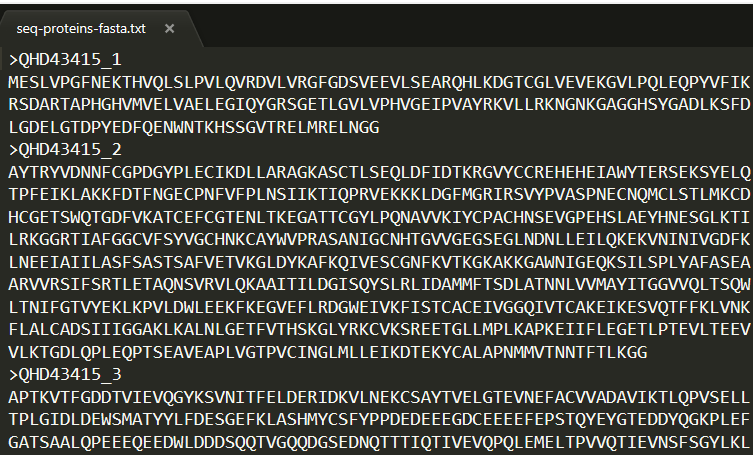 seq-proteins-fasta.txt ×
>QHD43415_1
MESLVPGFNEKTHVQLSLPVLQVRDVLVRGFGDSVEEVLSEARQHLKDGTCGLVEVEKGVLPQLEQPYVFIK
RSDARTAPHGHVMVELVAELEGIQYGRSGETLGVLVPHVGEIPVAYRKVLLRKNGNKGAGGHSYGADLKSFD
LGDELGTDPYEDFQENWNTKHSSGVTRELMRELNGG
>QHD43415_2
AYTRYVDNNFCGPDGYPLECIKDLLARAGKASCTLSEQLDFIDTKRGVYCCREHEHEIAWYTERSEKSYELQ
TPFEIKLAKKFDTFNGECPNFVFPLNSIIKTIQPRVEKKKLDGFMGRIRSVYPVASPNECNQMCLSTLMKCD
HCGETSWQTGDFVKATCEFCGTENLTKEGATTCGYLPQNAVVKIYCPACHNSEVGPEHSLAEYHNESGLKTI
LRKGGRTIAFGGCVFSYVGCHNKCAYWVPRASANIGCNHTGVVGEGSEGLNDNLLEILQKEKVNINIVGDFK
LNEEIAIILASFSASTSAFVETVKGLDYKAFKQIVESCGNFKVTKGKAKKGAWNIGEQKSILSPLYAFASEA
ARVVRSIFSRTLETAQNSVRVLQKAAITILDGISQYSLRLIDAMMFTSDLATNNLVVMAYITGGVVQLTSQW
LTNIFGTVYEKLKPVLDWLEEKFKEGVEFLRDGWEIVKFISTCACEIVGGQIVTCAKEIKESVQTFFKLVNK
FLALCADSIIIGGAKLKALNLGETFVTHSKGLYRKCVKSREETGLLMPLKAPKEIIFLEGETLPTEVLTEEV
VLKTGDLQPLEQPTSEAVEAPLVGTPVCINGLMLLEIKDTEKYCALAPNMMVTNNTFTLKGG
>QHD43415_3
APTKVTFGDDTVIEVQGYKSVNITFELDERIDKVLNEKCSAYTVELGTEVNEFACVVADAVIKTLQPVSELL
TPLGIDLDEWSMATYYLFDESGEFKLASHMYCSFYPPDEDEEEGDCEEEEFEPSTQYEYGTEDDYQGKPLEF
GATSAALQPEEEQEEDWLDDDSQQTVGQQDGSEDNQTTTIQTIVEVQPQLEMELTPVVQTIEVNSFSGYLKL